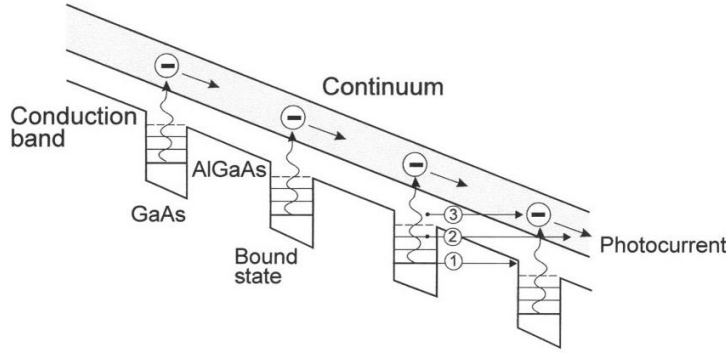 Continuum
Conduction
band
AlGaAs
GaAs
Bound
state
3
2
1
Photocurrent